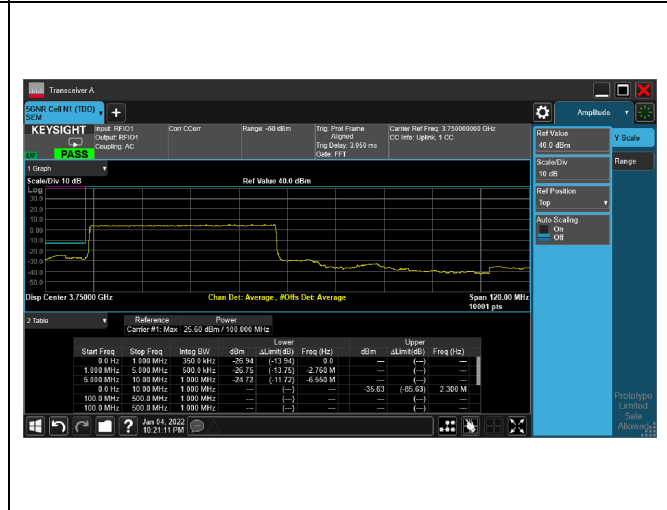 Transceiver A
5GNR Cell N1 (TDD)
SEM
Amplitude
KEYSIGHT
Input: RFIO1
Output: RFIO1
Coupling: AC
PASS
Corr CCorr
Range: -60 dBm
Trig: Prot Frame
Aligned
Trig Delay: 3.950 ms
Gate: FFT
Carrier Ref Freq: 3.750000000 GHz
CC Info: Uplink, 1 CC
1 Graph
Scale/Div 10 dB
Ref Value 40.0 dBm
Log
30.0
20.0
10.0
0.00
-10.0
-20.0
-30.0
-40.0
-50.0
Disp Center 3.75000 GHz
Chan Det: Average , #Offs Det: Average
Span 120.00 MHz
10001 pts
2 Table
Reference Power
Carrier #1: Max 25.60 dBm / 100.000 MHz
Lower Upper
Start Freq Stop Freq Integ BW dBm ΔLimit(dB) Freq (Hz) dBm ΔLimit(dB) Freq (Hz)
0.0 Hz 1.000 MHz 350.0 kHz -26.94 (-13.94) 0.0 --- (---) ---
1.000 MHz 5.000 MHz 500.0 kHz -26.75 (-13.75) -2.760 M --- (---) ---
5.000 MHz 10.00 MHz 1.000 MHz -24.72 (-11.72) -6.550 M --- (---) ---
0.0 Hz 10.00 MHz 1.000 MHz --- (---) --- -35.63 (-85.63) 2.300 M
100.0 MHz 500.0 MHz 1.000 MHz --- (---) --- --- (---) ---
100.0 MHz 500.0 MHz 1.000 MHz --- (---) --- --- (---) ---
Jan 04, 2022
10:21:11 PM
Ref Value
40.0 dBm
Scale/Div
10 dB
Ref Position
Top
Auto Scaling
On
Off
Y Scale
Range
Prototype
Limited
Sale
Allowed